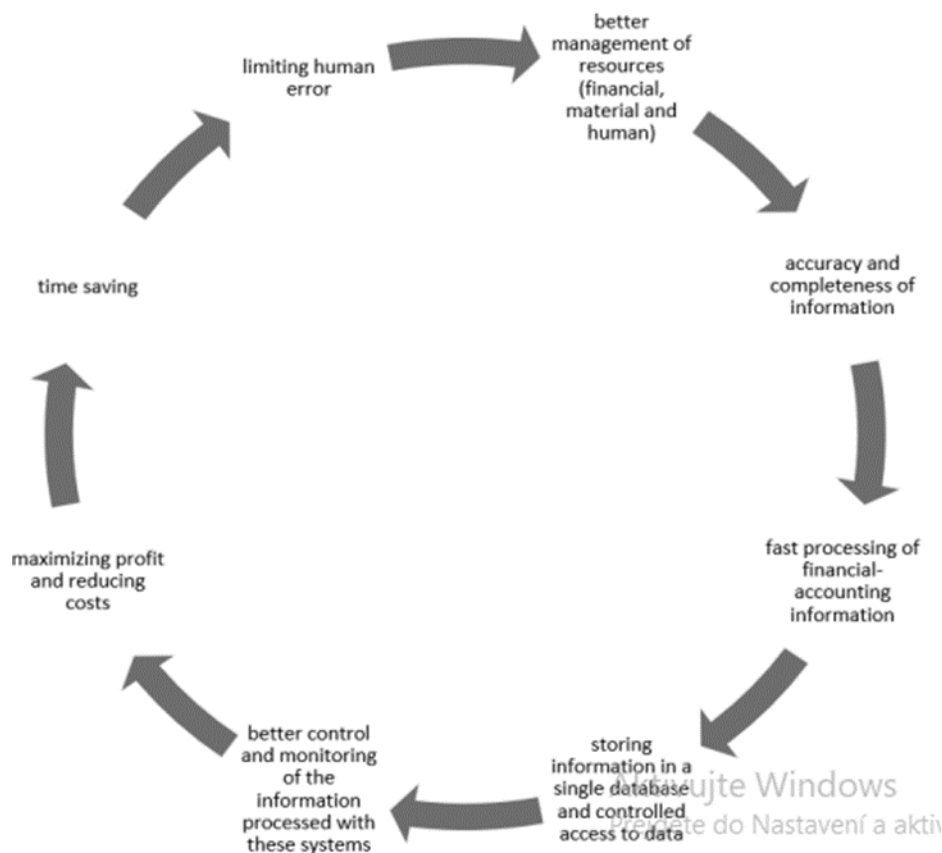 better
management of
resources
(financial,
material and
human)
accuracy and
completeness of
information
fast processing of
financial-
accounting
information
storing
information in a
single database
and controlled
access to data
better control
and monitoring
of the
information
processed with
these systems
maximizing profit
and reducing
costs
time saving
limiting human
error
Aktivujte Windows
Přejděte do Nastavení a